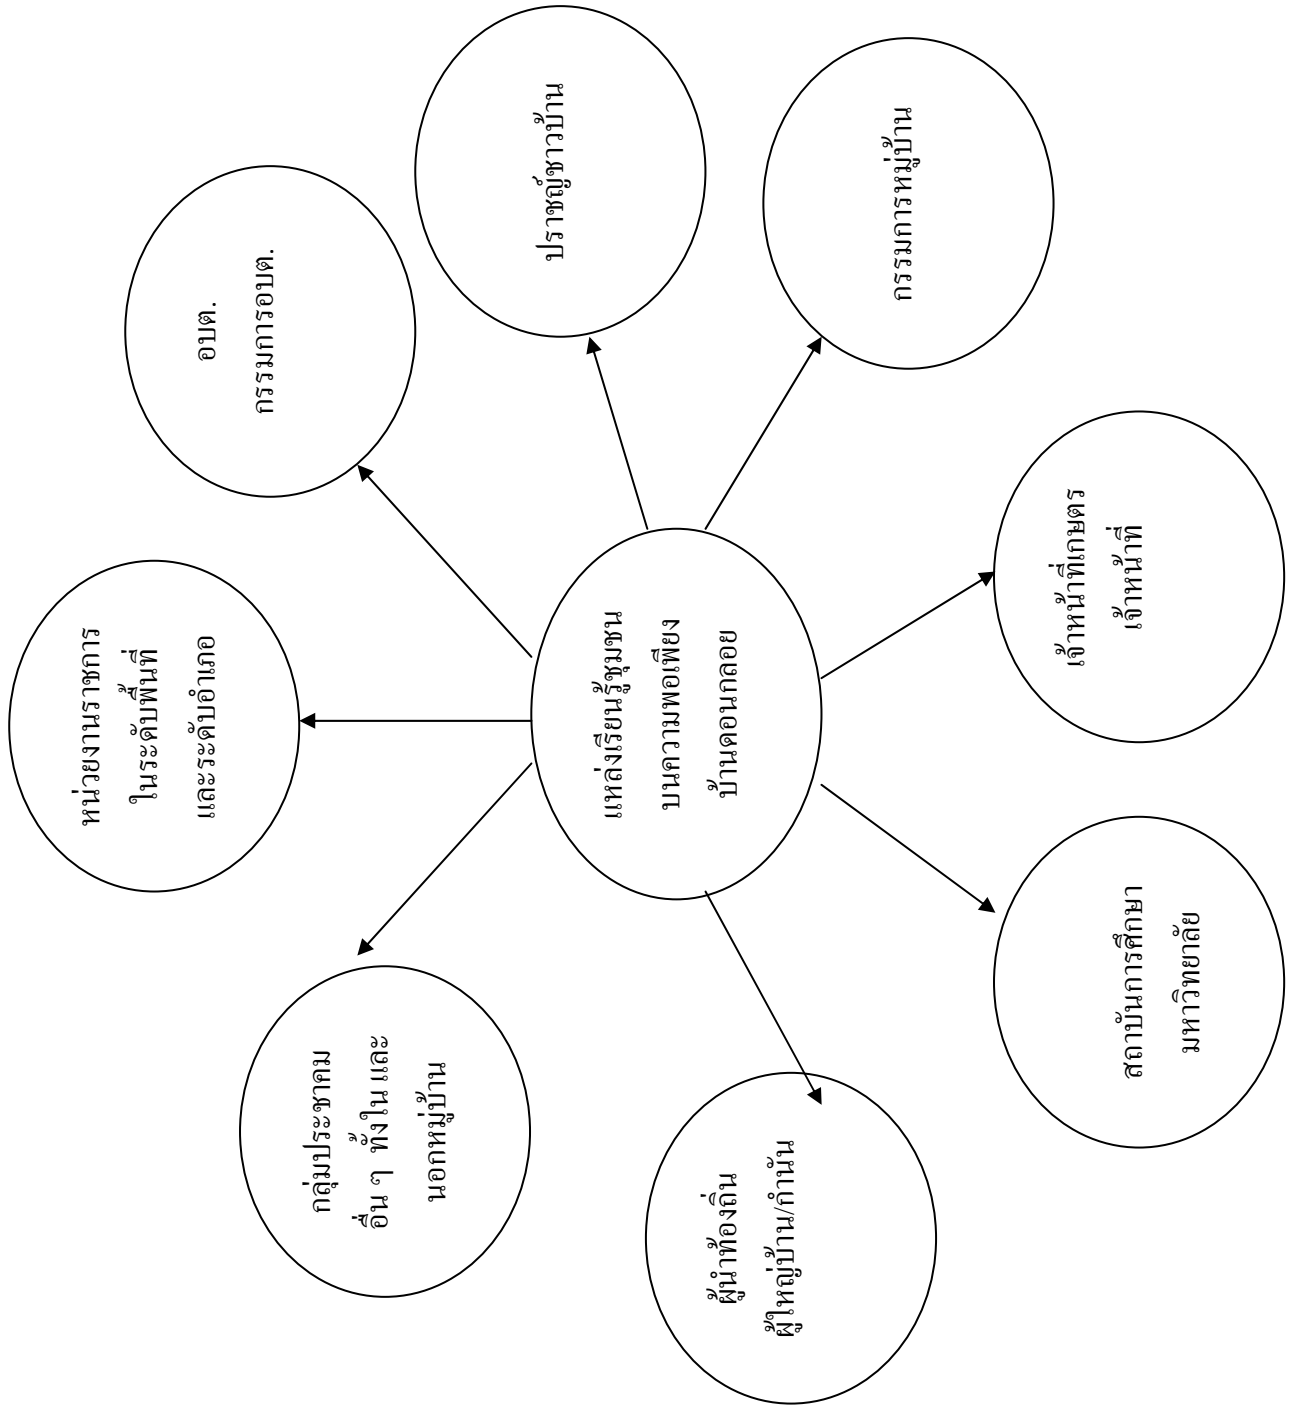 หน่วยงานราชการ
ในระดับพื้นที่
และระดับอำเภอ
กลุ่มประชาคม
อื่น ๆ ทั้งใน และ
นอกหมู่บ้าน
อบต.
กรรมการอบต.
แหล่งเรียนรู้ชุมชน
บนความพอเพียง
บ้านดอนกลอย
ปราชญ์ชาวบ้าน
ผู้นำท้องถิ่น
ผู้ใหญ่บ้าน/กำนัน
กรรมการหมู่บ้าน
สถาบันการศึกษา
มหาวิทยาลัย
เจ้าหน้าที่เกษตร
เจ้าหน้าที่